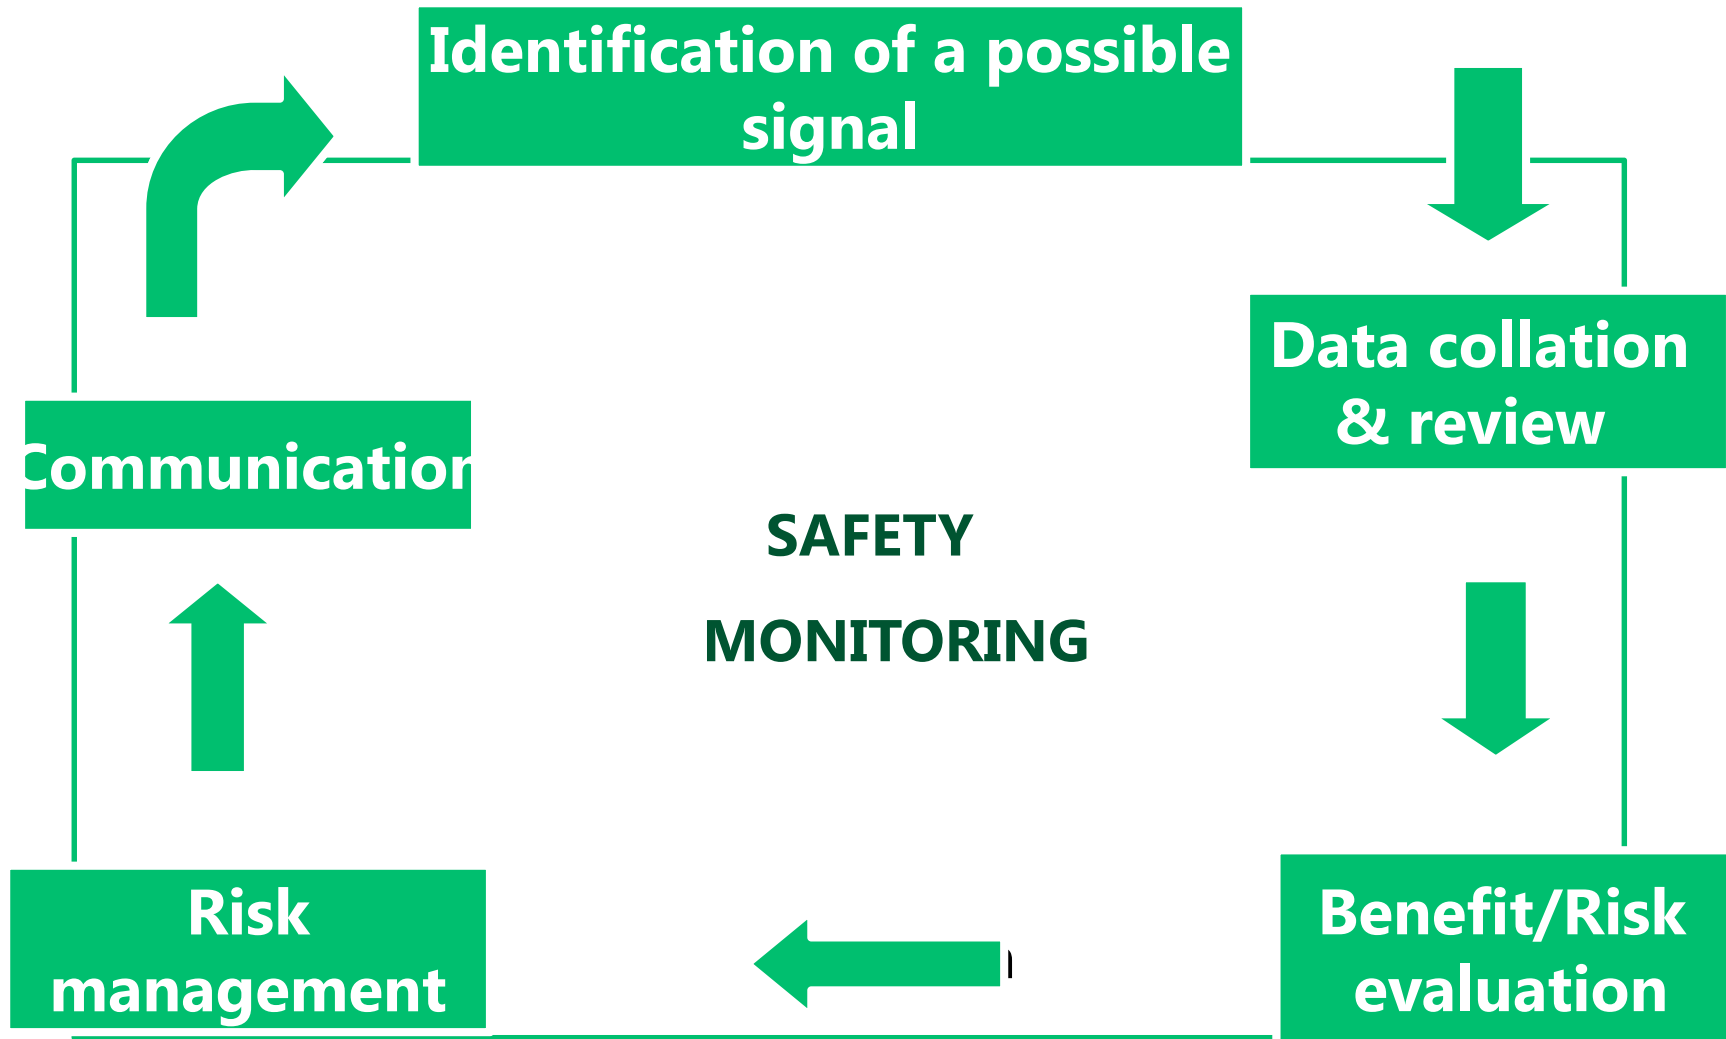 Identification of a possible
signal
Data collation
& review
Communication
SAFETY
MONITORING
Risk
management
Benefit/Risk
evaluation